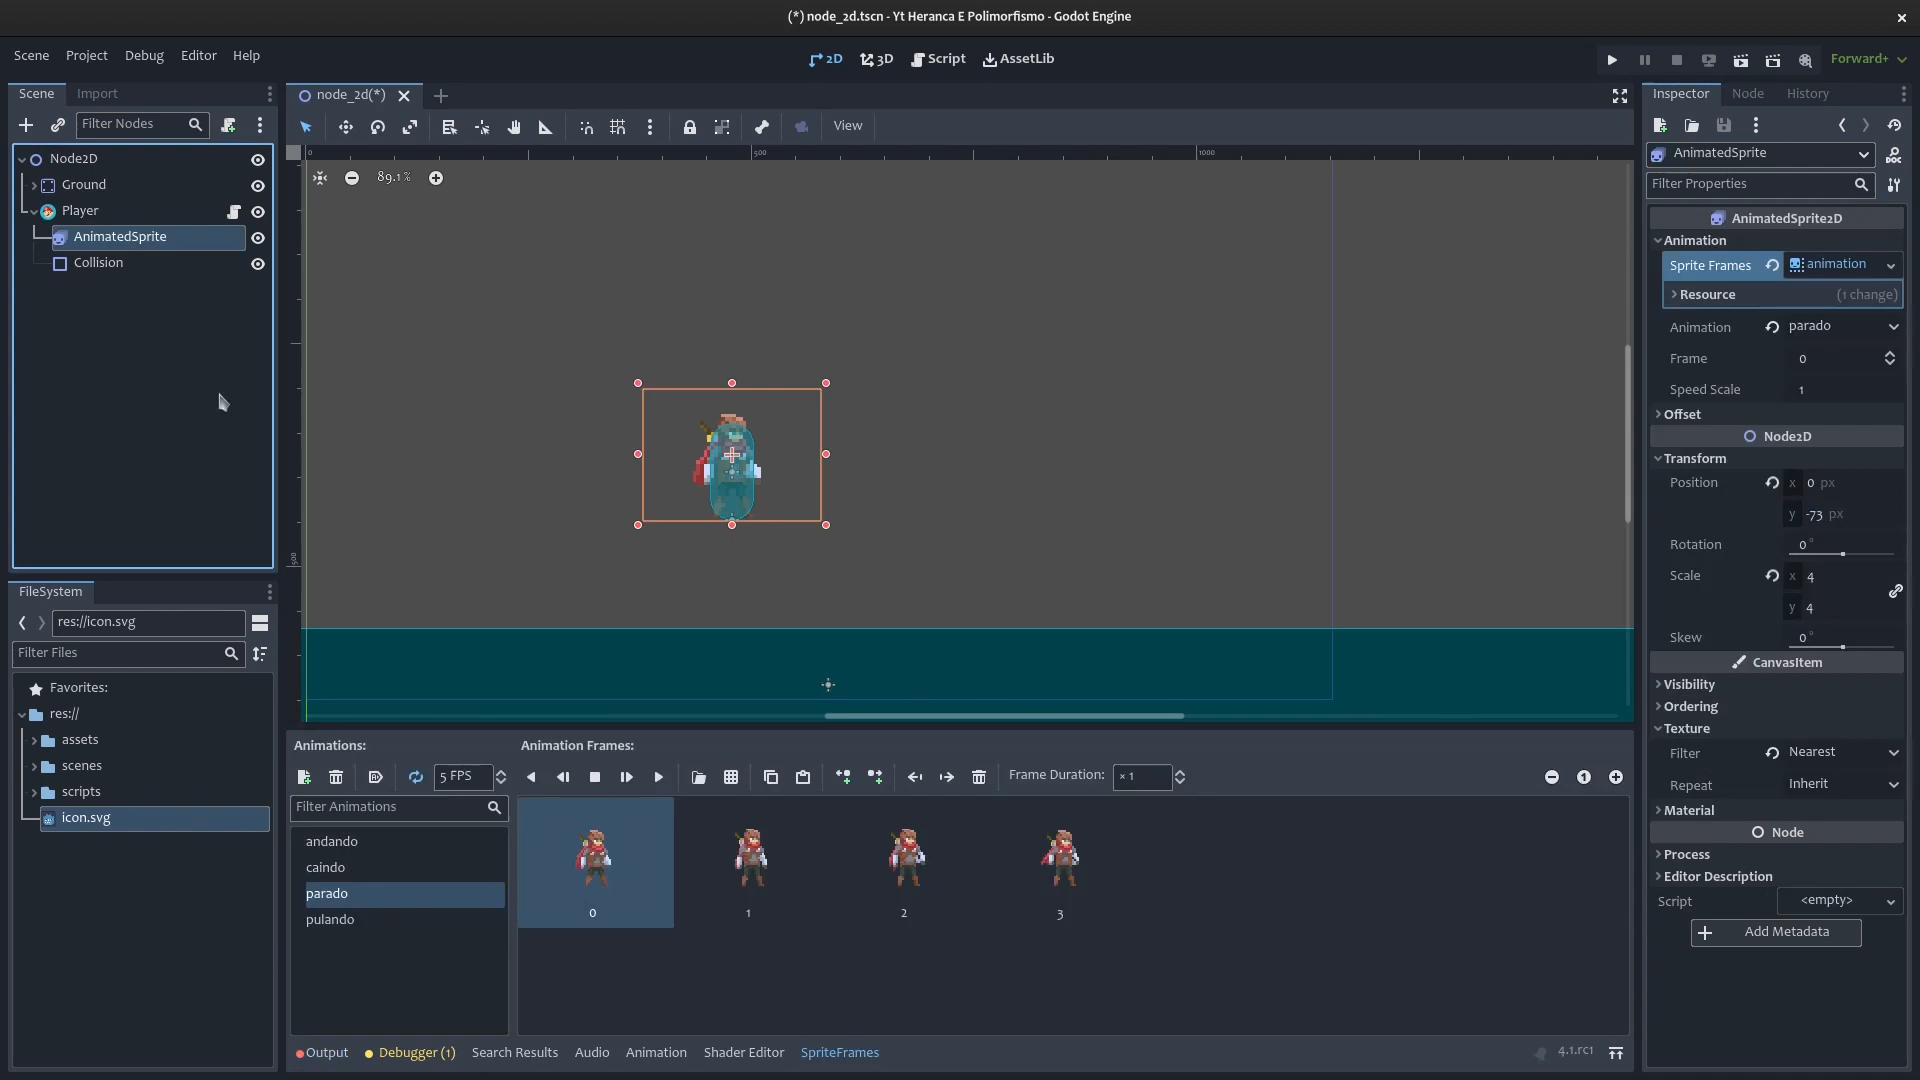 (*) node_2d.tscn - Yt Heranca E Polimorfismo - Godot Engine
Scene Project Debug Editor Help
2D 3D Script AssetLib
Forward+
Scene Import
node_2d(*)
Inspector Node History
Filter Nodes
View
Node2D
Ground
Player
AnimatedSprite
Collision
0 500 1000
89.1%
500
AnimatedSprite
Filter Properties
AnimatedSprite2D
Animation
Sprite Frames animation
Resource (1 change)
Animation parado
Frame 0
Speed Scale 1
Offset
Node2D
Transform
Position x 0 px
y -73 px
Rotation 0 °
Scale x 4
y 4
Skew 0 °
CanvasItem
Visibility
Ordering
Texture
Filter Nearest
Repeat Inherit
Material
Node
Process
Editor Description
Script <empty>
Add Metadata
FileSystem
res://icon.svg
Filter Files
Favorites:
res://
assets
scenes
scripts
icon.svg
Animations:
5 FPS
Filter Animations
andando
caindo
parado
pulando
Animation Frames:
Frame Duration: × 1
1
0 1 2 3
Output Debugger (1) Search Results Audio Animation Shader Editor SpriteFrames
4.1.rc1